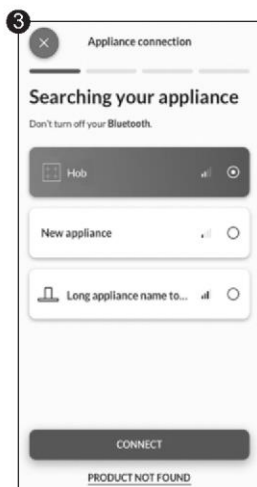 3
Appliance connection
Searching your appliance
Don't turn off your Bluetooth.
Hob
New appliance
Long appliance name to...
CONNECT
PRODUCT NOT FOUND